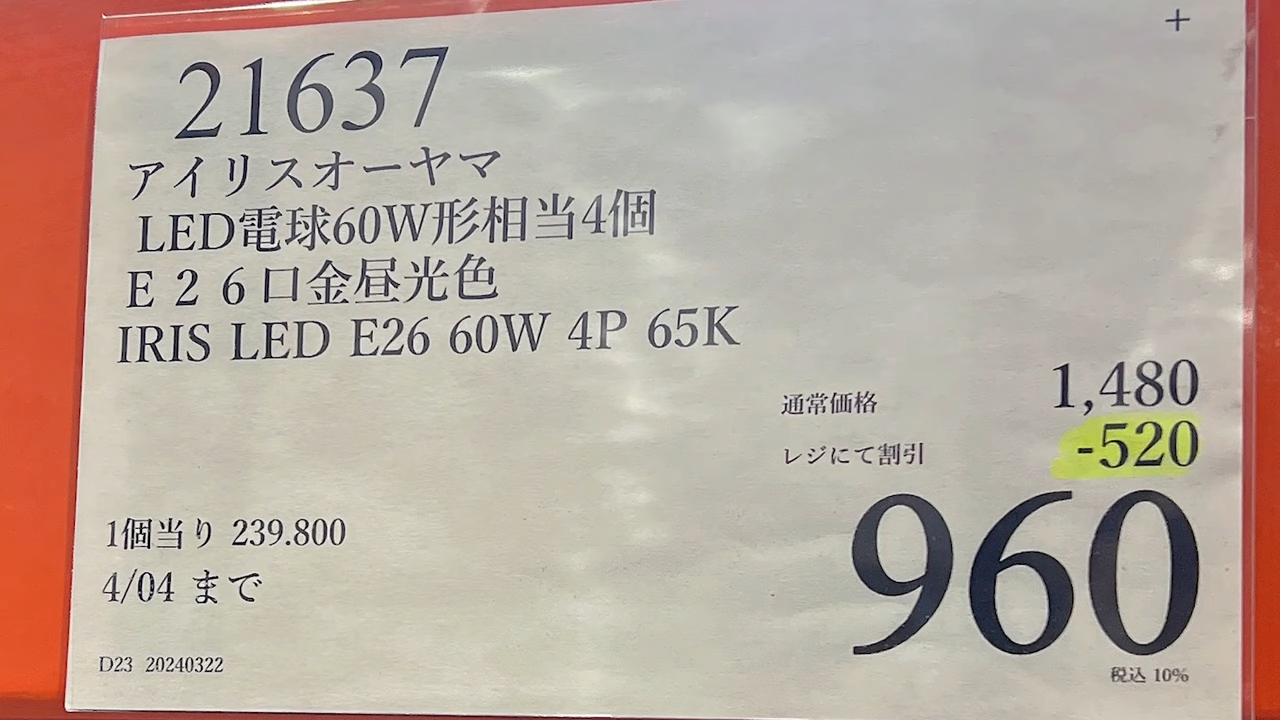 +
21637
アイリスオーヤマ
LED電球60W形相当4個
E 2 6 口金昼光色
IRIS LED E26 60W 4P 65K
通常価格 1,480
レジにて割引 -520
960
1個当り 239.800
4/04 まで
D23 20240322
税込 10%